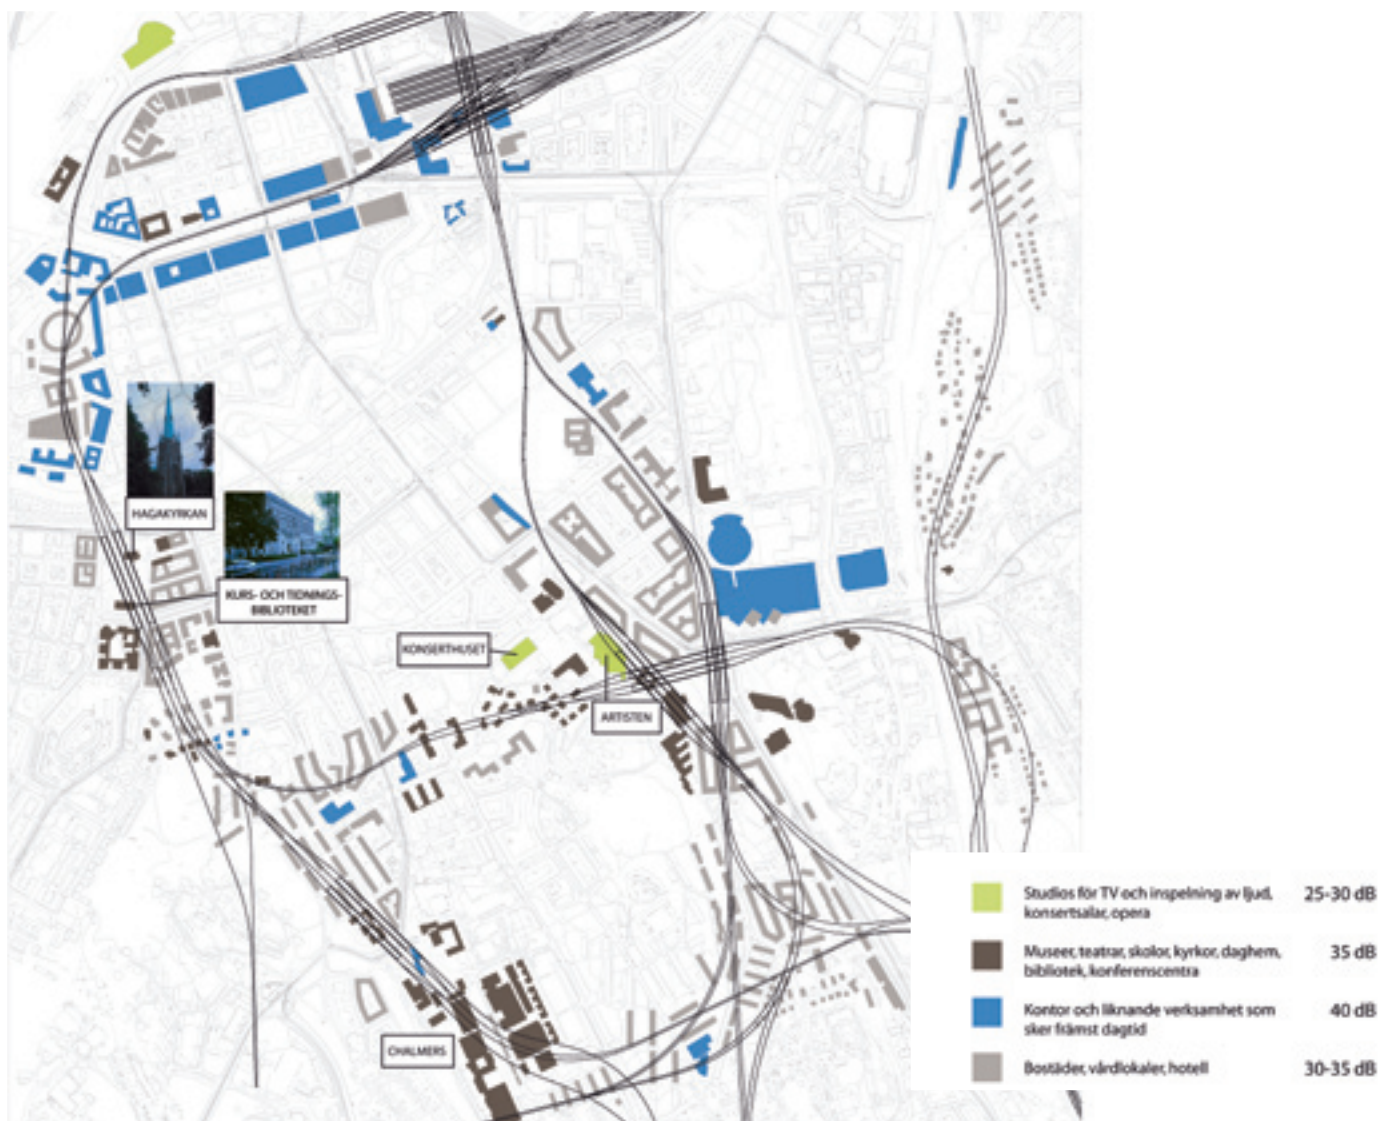 HAGAKYRKAN
KURS- OCH TIDNINGS-
BIBLIOTEKET
KONSERTHUSET
ARTISTEN
CHALMERS
Studios för TV och inspelning av ljud, 25-30 dB
konsertsalar, opera
Museer, teatrar, skolor, kyrkor, daghem, 35 dB
bibliotek, konferenscentra
Kontor och liknande verksamhet som 40 dB
sker främst dagtid
Bostäder, vårdlokaler, hotell 30-35 dB